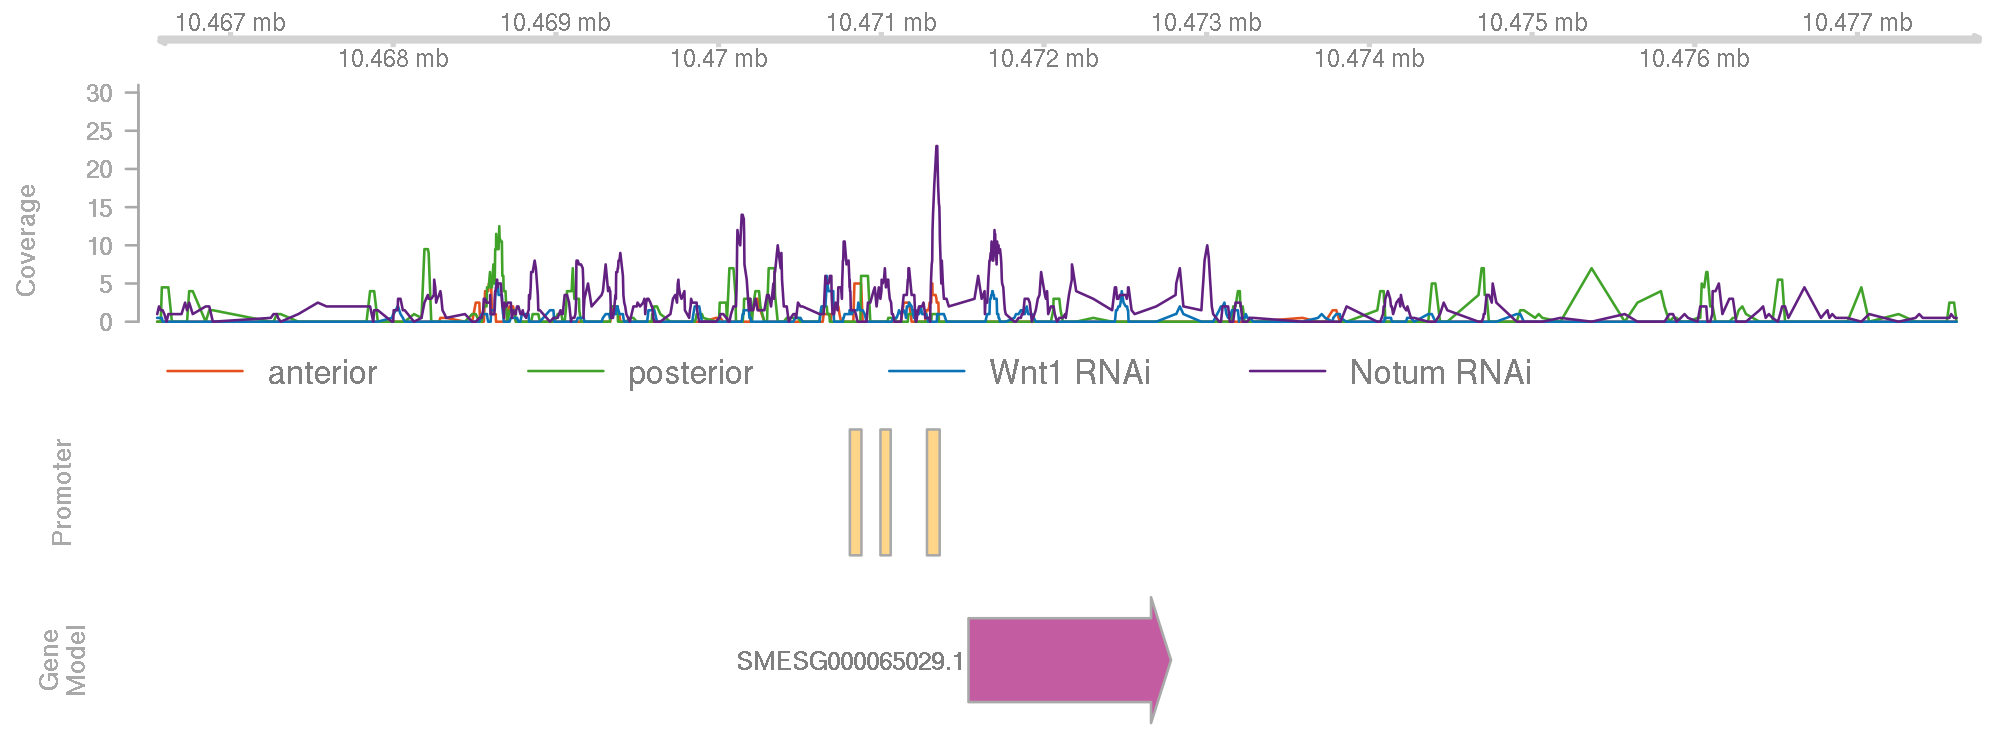 10.467 mb 10.469 mb 10.471 mb 10.473 mb 10.475 mb 10.477 mb
10.468 mb 10.47 mb 10.472 mb 10.474 mb 10.476 mb
Coverage
30
25
20
15
10
5
0
anterior posterior Wnt1 RNAi Notum RNAi
Promoter
Gene
Model
SMESG000065029.1